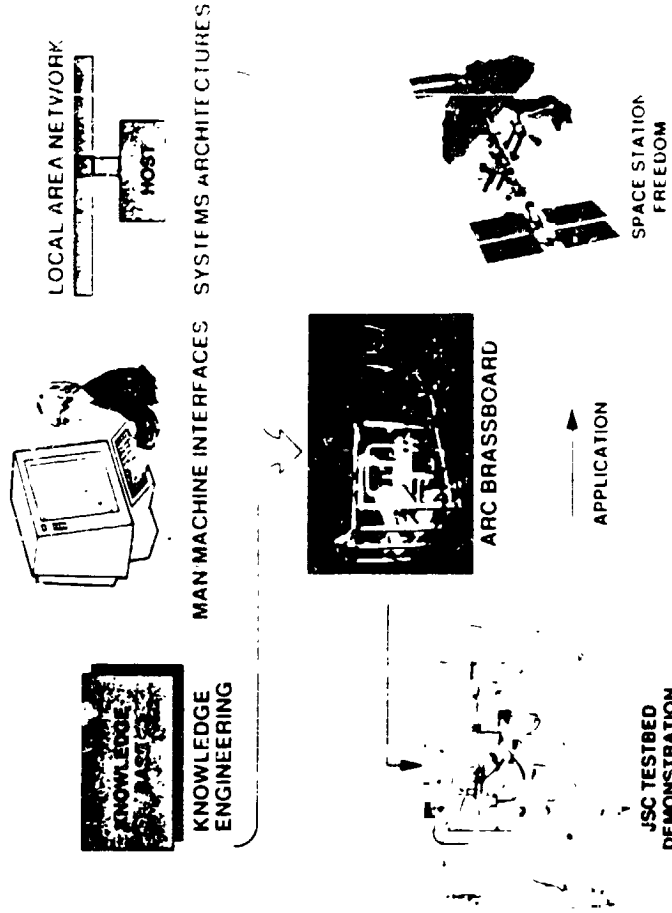 KNOWLEDGE
BASE
KNOWLEDGE
ENGINEERING
MAN/MACHINE INTERFACES
LOCAL AREA NETWORK
HOST
SYSTEMS ARCHITECTURES
ARC BRASSBOARD
JSC TESTBED
DEMONSTRATION
APPLICATION
SPACE STATION
FREEDOM